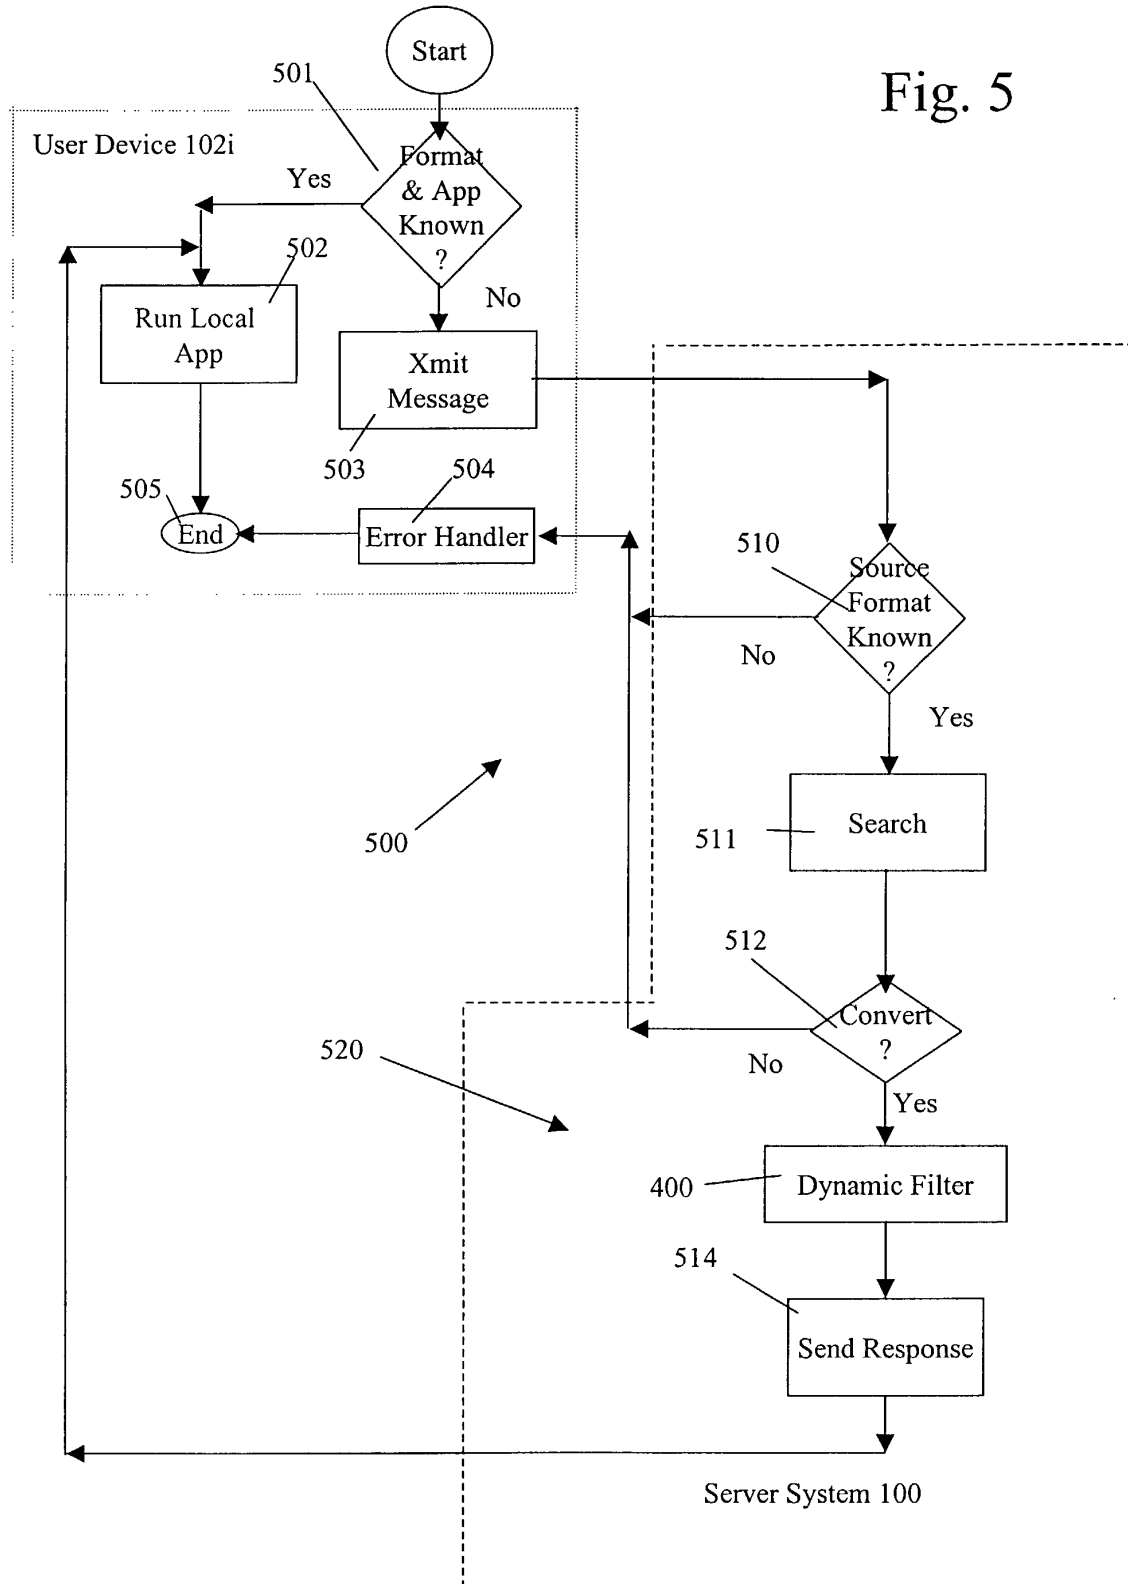 Start
501
Fig. 5
User Device 102i
Format
& App
Known
?
Yes
502
No
Run Local
App
Xmit
Message
503
504
505
End
Error Handler
510
Source
Format
Known
?
No
Yes
511
Search
500
512
Convert
?
520
No
Yes
400
Dynamic Filter
514
Send Response
Server System 100